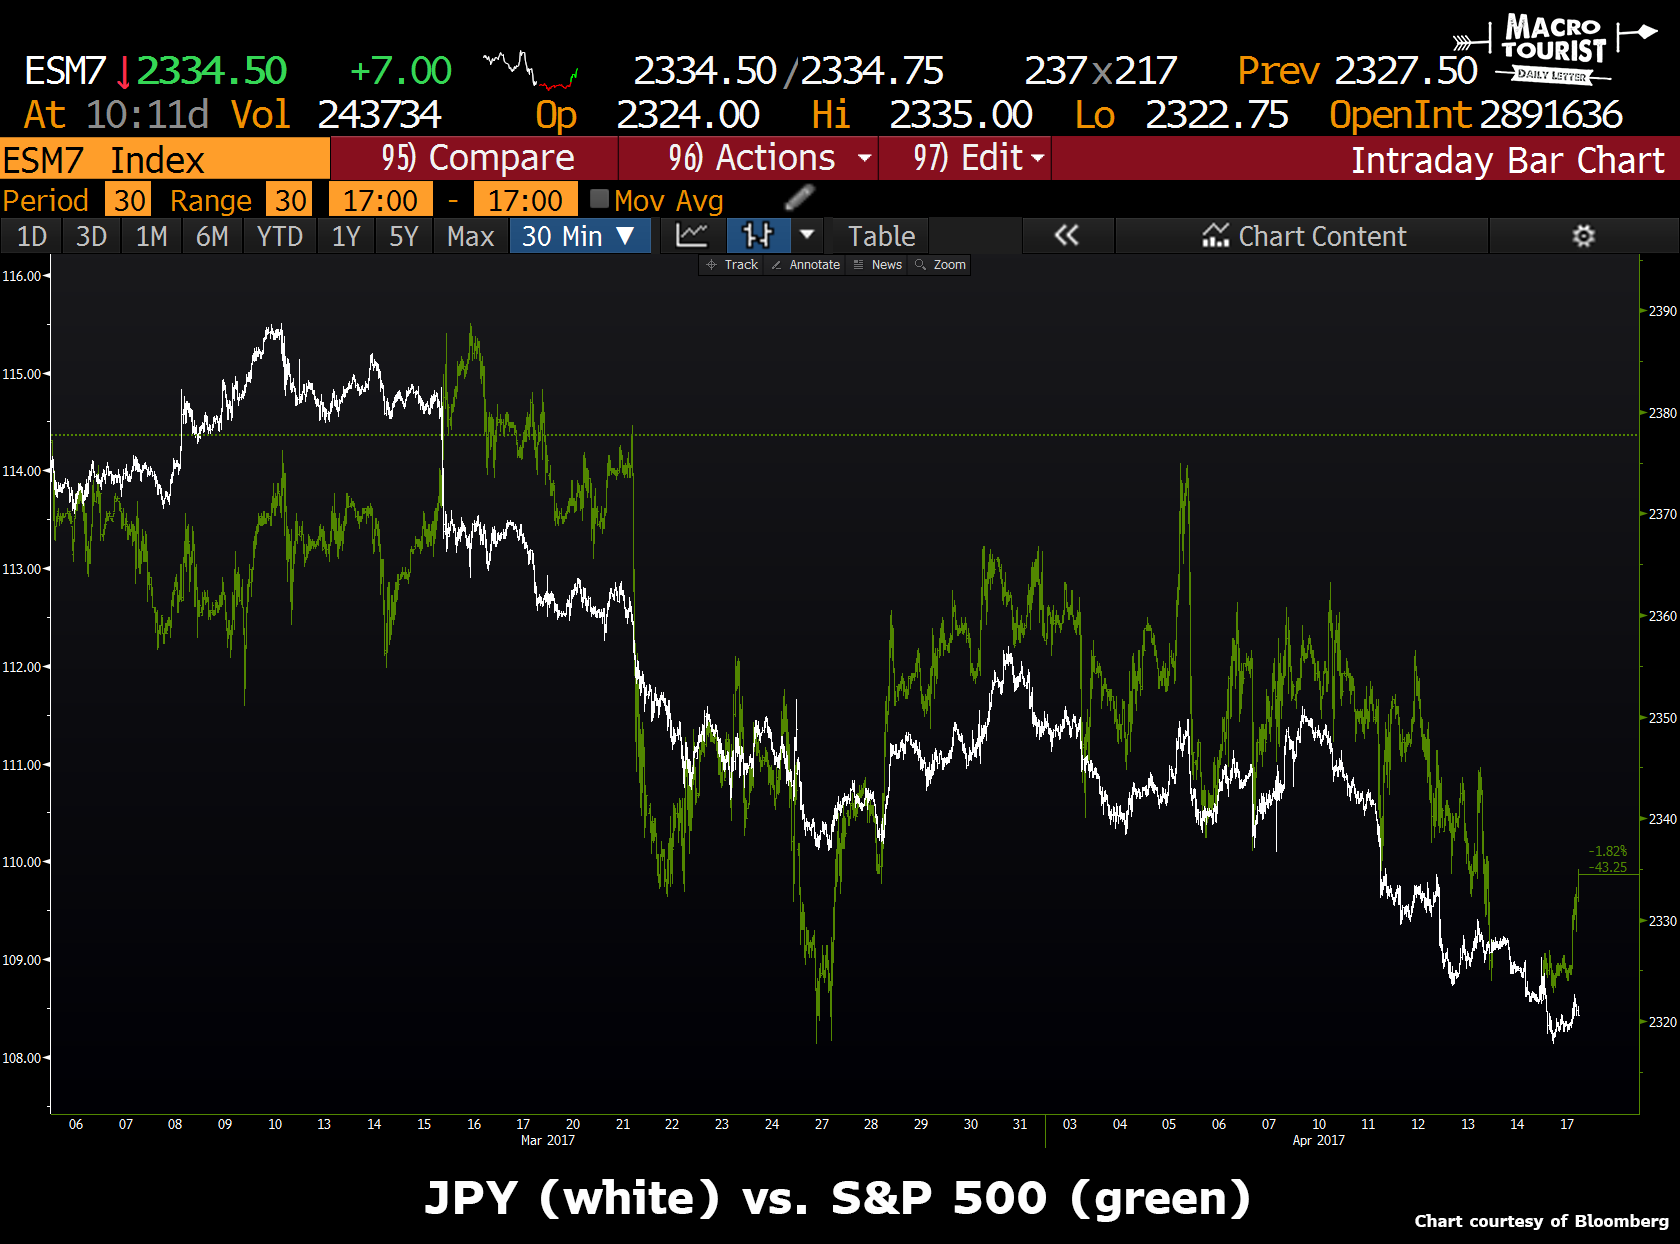 MACRO
TOURIST
DAILY LETTER
ESM7 ↓2334.50 +7.00 2334.50/2334.75 237x217 Prev 2327.50
At 10:11d Vol 243734 Op 2324.00 Hi 2335.00 Lo 2322.75 OpenInt 2891636
ESM7 Index 95) Compare 96) Actions 97) Edit Intraday Bar Chart
Period 30 Range 30 17:00 - 17:00 Mov Avg
1D 3D 1M 6M YTD 1Y 5Y Max 30 Min ▼ Table « Chart Content
Track Annotate News Zoom
116.00
2390
115.00
2380
114.00
2370
113.00
2360
112.00
2350
111.00
2340
-1.82%
110.00
-43.25
2330
109.00
2320
108.00
06 07 08 09 10 13 14 15 16 17 20 21 22 23 24 27 28 29 30 31 03 04 05 06 07 10 11 12 13 14 17
Mar 2017 Apr 2017
JPY (white) vs. S&P 500 (green)
Chart courtesy of Bloomberg